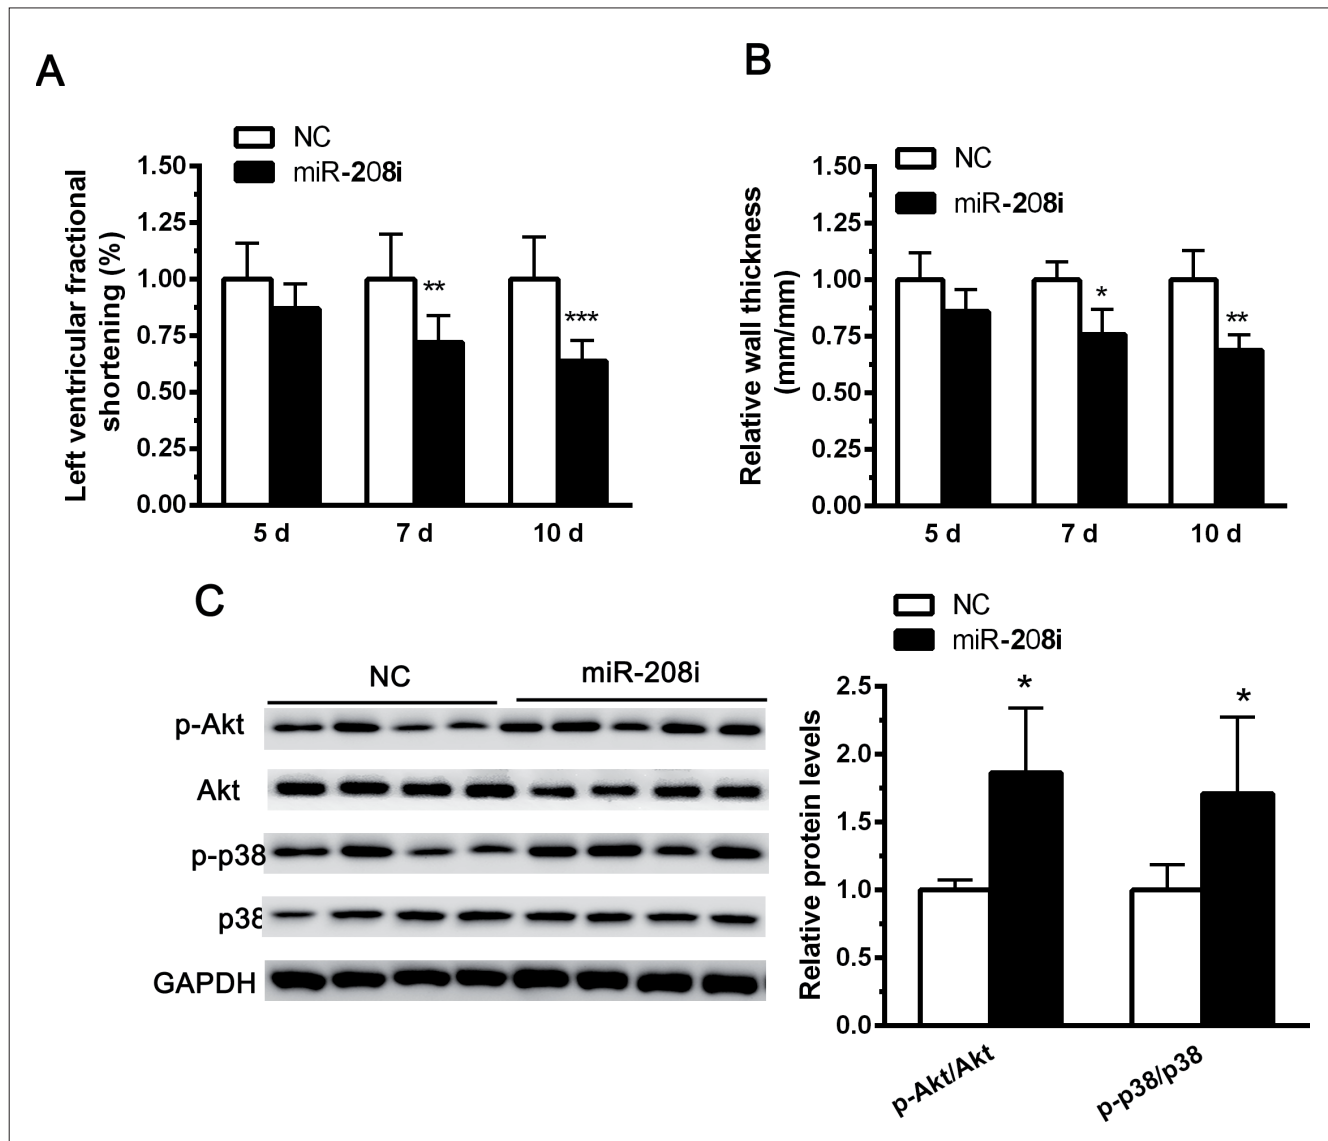 A
NC
miR-208i
Left ventricular fractional
shortening (%)
1.50
1.25
1.00
0.75
0.50
0.25
0.00
**
***
5 d
7 d
10 d
B
NC
miR-208i
Relative wall thickness
(mm/mm)
1.50
1.25
1.00
0.75
0.50
0.25
0.00
*
**
5 d
7 d
10 d
C
NC
miR-208i
p-Akt
Akt
p-p38
p38
GAPDH
NC
miR-208i
Relative protein levels
2.5
2.0
1.5
1.0
0.5
0.0
*
*
p-Akt/Akt
p-p38/p38